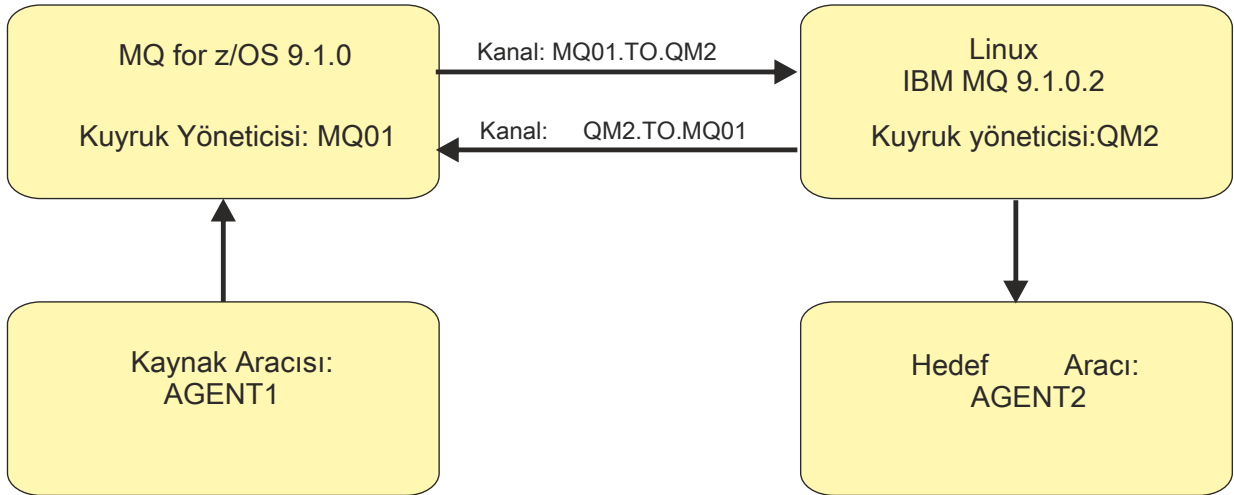 MQ for z/OS 9.1.0
Kuyruk Yöneticisi: MQ01
Kanal: MQ01.TO.QM2
Kanal: QM2.TO.MQ01
Linux
IBM MQ 9.1.0.2
Kuyruk yöneticisi:QM2
Kaynak Aracısı:
AGENT1
Hedef Aracı:
AGENT2